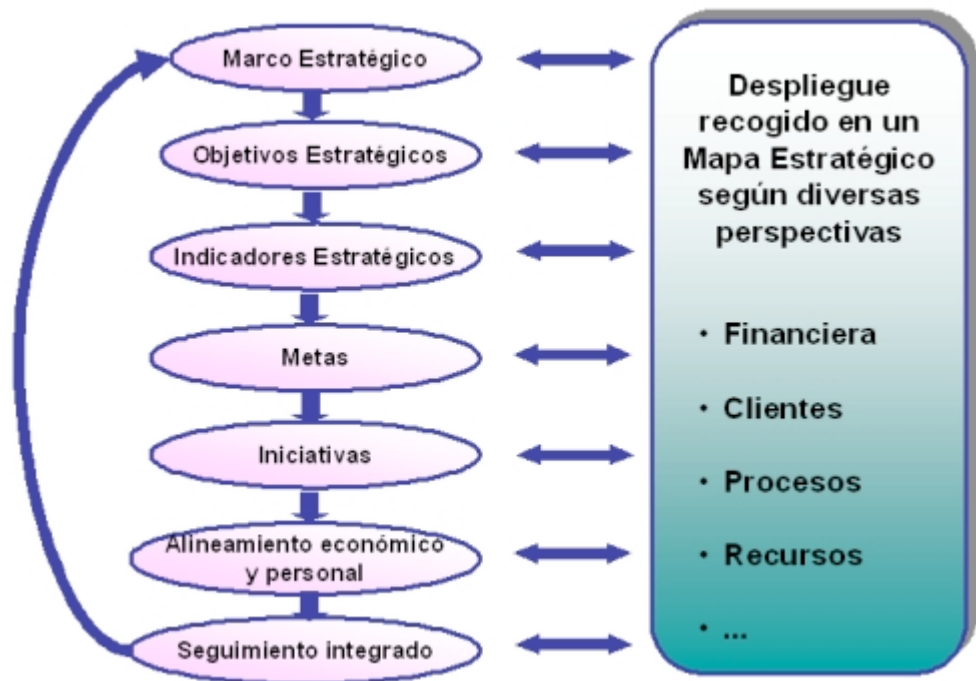 Marco Estratégico
Objetivos Estratégicos
Indicadores Estratégicos
Metas
Iniciativas
Alineamiento económico
y personal
Seguimiento integrado
Despliegue
recogido en un
Mapa Estratégico
según diversas
perspectivas
· Financiera
· Clientes
· Procesos
· Recursos
· ...